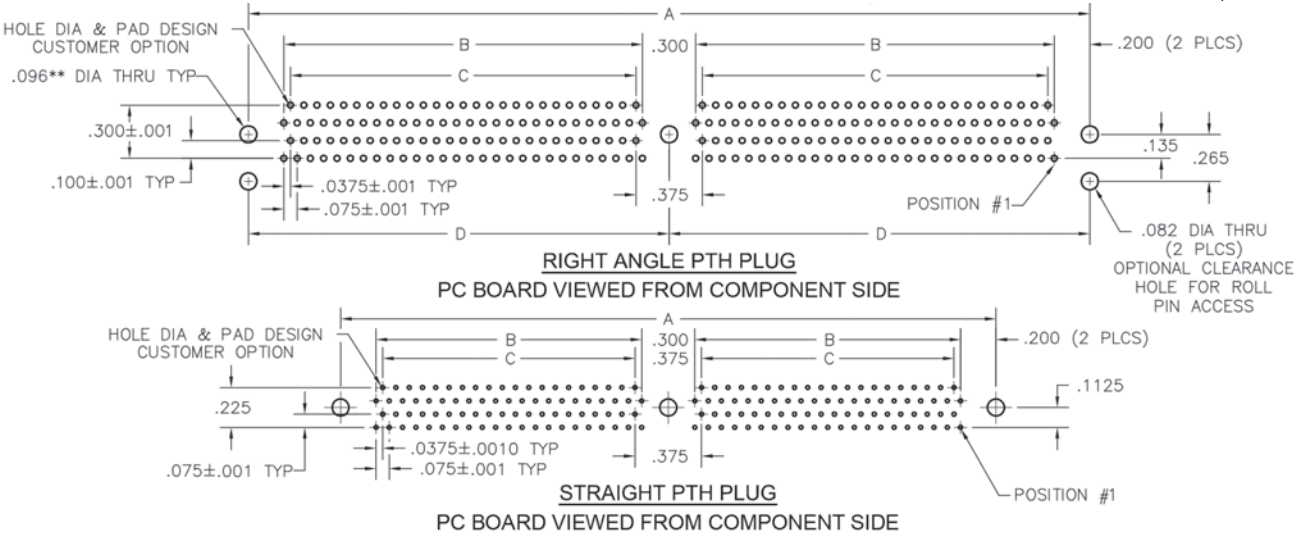 A
HOLE DIA & PAD DESIGN
CUSTOMER OPTION
B
.300
B
.200 (2 PLCS)
.096** DIA THRU TYP
C
C
.300±.001
.135
.265
.100±.001 TYP
.0375±.001 TYP
.375
.075±.001 TYP
POSITION #1
D
D
.082 DIA THRU
(2 PLCS)
OPTIONAL CLEARANCE
HOLE FOR ROLL
PIN ACCESS
RIGHT ANGLE PTH PLUG
PC BOARD VIEWED FROM COMPONENT SIDE
A
HOLE DIA & PAD DESIGN
CUSTOMER OPTION
B
.300
B
.200 (2 PLCS)
C
.375
C
.225
.1125
.0375±.0010 TYP
.375
.075±.001 TYP
.075±.001 TYP
POSITION #1
STRAIGHT PTH PLUG
PC BOARD VIEWED FROM COMPONENT SIDE